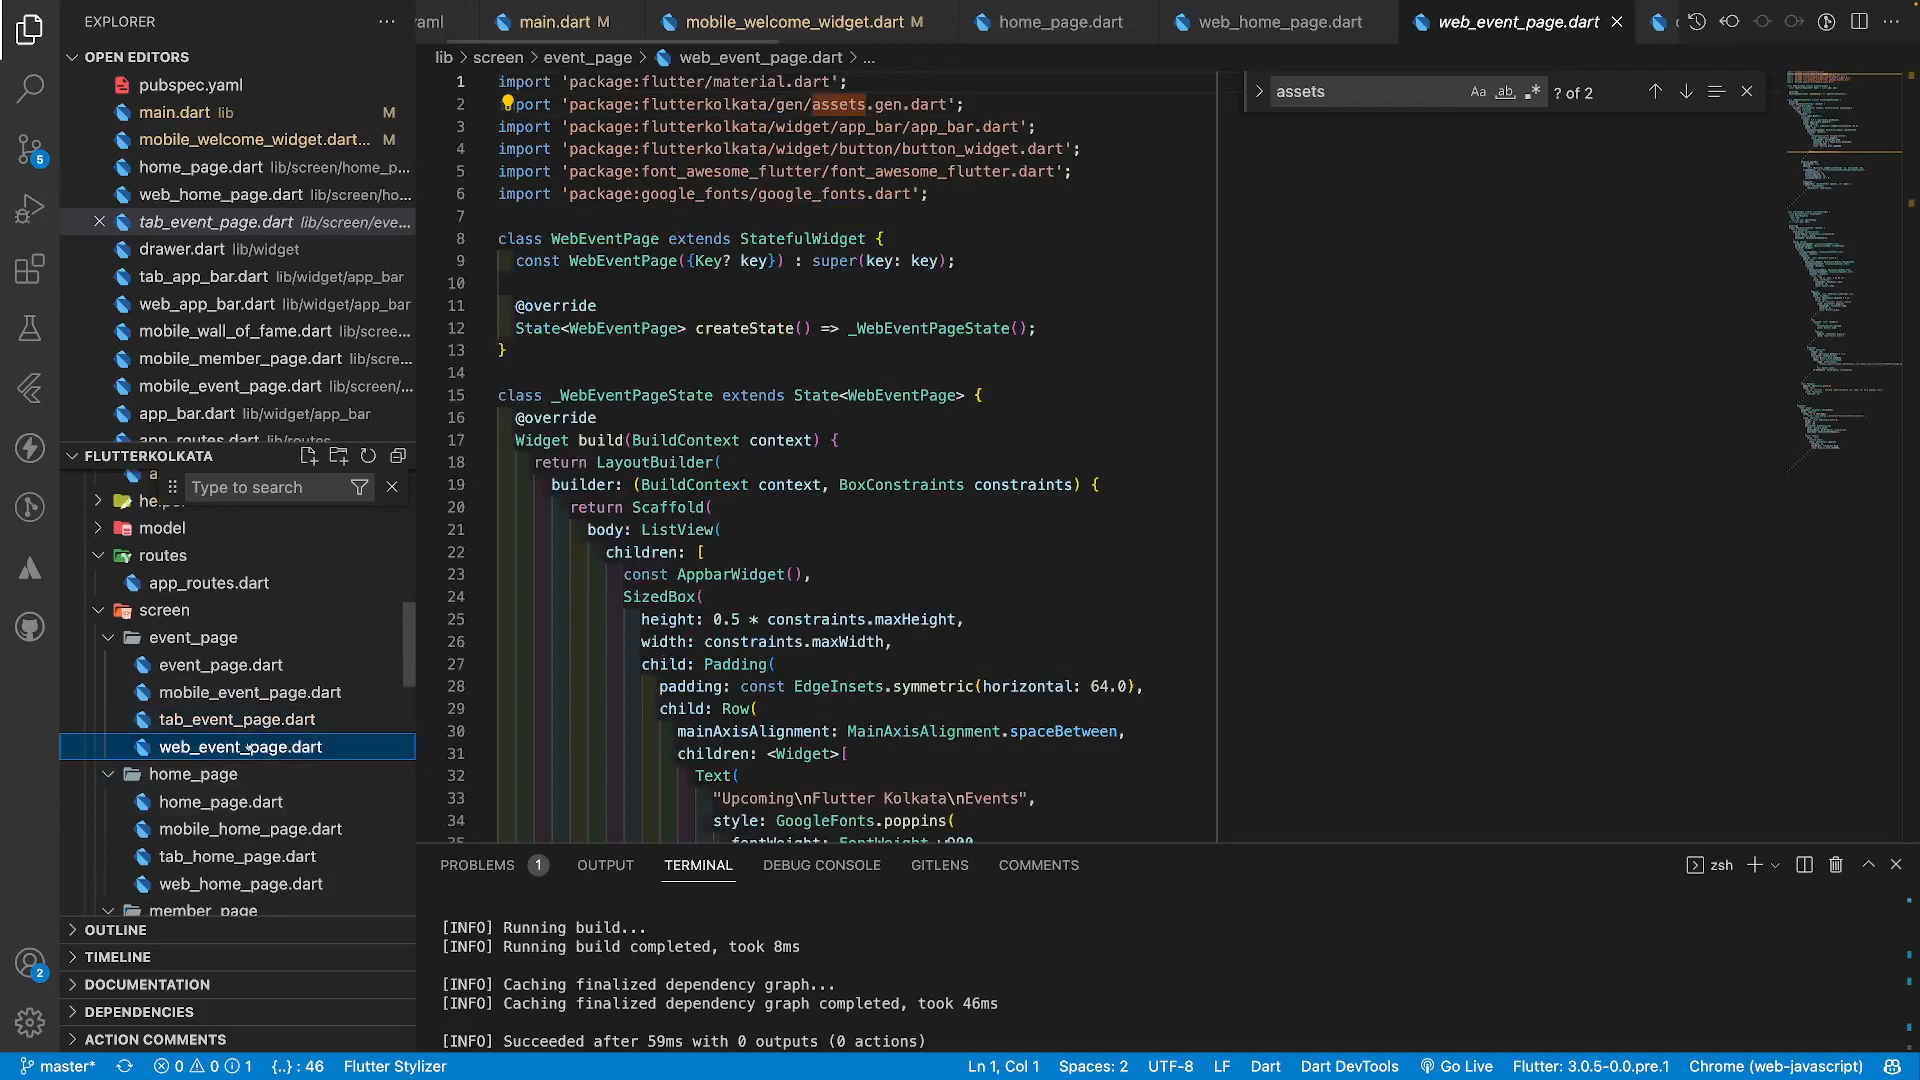 EXPLORER
OPEN EDITORS
pubspec.yaml
main.dart lib M
mobile_welcome_widget.dart... M
home_page.dart lib/screen/home_p...
web_home_page.dart lib/screen/ho...
tab_event_page.dart lib/screen/eve...
drawer.dart lib/widget
tab_app_bar.dart lib/widget/app_bar
web_app_bar.dart lib/widget/app_bar
mobile_wall_of_fame.dart lib/scree...
mobile_member_page.dart lib/scre...
mobile_event_page.dart lib/screen/...
app_bar.dart lib/widget/app_bar
app_routes.dart lib/routes
FLUTTERKOLKATA
Type to search
model
routes
app_routes.dart
screen
event_page
event_page.dart
mobile_event_page.dart
tab_event_page.dart
web_event_page.dart
home_page
home_page.dart
mobile_home_page.dart
tab_home_page.dart
web_home_page.dart
member_page
OUTLINE
TIMELINE
DOCUMENTATION
DEPENDENCIES
ACTION COMMENTS
5
2
yaml
main.dart M
mobile_welcome_widget.dart M
home_page.dart
web_home_page.dart
web_event_page.dart
lib > screen > event_page > web_event_page.dart > ...
assets
Aa ab .*
? of 2
1 import 'package:flutter/material.dart';
2 port 'package:flutterkolkata/gen/assets.gen.dart';
3 import 'package:flutterkolkata/widget/app_bar/app_bar.dart';
4 import 'package:flutterkolkata/widget/button/button_widget.dart';
5 import 'package:font_awesome_flutter/font_awesome_flutter.dart';
6 import 'package:google_fonts/google_fonts.dart';
7
8 class WebEventPage extends StatefulWidget {
9 const WebEventPage({Key? key}) : super(key: key);
10
11 @override
12 State<WebEventPage> createState() => _WebEventPageState();
13 }
14
15 class _WebEventPageState extends State<WebEventPage> {
16 @override
17 Widget build(BuildContext context) {
18 return LayoutBuilder(
19 builder: (BuildContext context, BoxConstraints constraints) {
20 return Scaffold(
21 body: ListView(
22 children: [
23 const AppbarWidget(),
24 SizedBox(
25 height: 0.5 * constraints.maxHeight,
26 width: constraints.maxWidth,
27 child: Padding(
28 padding: const EdgeInsets.symmetric(horizontal: 64.0),
29 child: Row(
30 mainAxisAlignment: MainAxisAlignment.spaceBetween,
31 children: <Widget>[
32 Text(
33 "Upcoming\nFlutter Kolkata\nEvents",
34 style: GoogleFonts.poppins(
35 fontWeight: FontWeight.w900,
PROBLEMS 1 OUTPUT TERMINAL DEBUG CONSOLE GITLENS COMMENTS
zsh
[INFO] Running build...
[INFO] Running build completed, took 8ms
[INFO] Caching finalized dependency graph...
[INFO] Caching finalized dependency graph completed, took 46ms
[INFO] Succeeded after 59ms with 0 outputs (0 actions)
master* 0 0 1 {..} : 46 Flutter Stylizer Ln 1, Col 1 Spaces: 2 UTF-8 LF Dart Dart DevTools Go Live Flutter: 3.0.5-0.0.pre.1 Chrome (web-javascript)